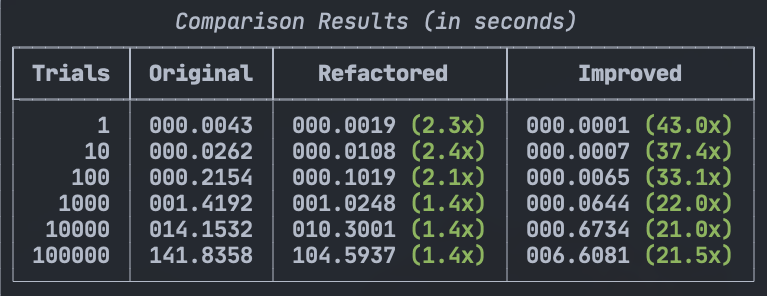 Comparison Results (in seconds)
Trials Original Refactored Improved
1 000.0043 000.0019 (2.3x) 000.0001 (43.0x)
10 000.0262 000.0108 (2.4x) 000.0007 (37.4x)
100 000.2154 000.1019 (2.1x) 000.0065 (33.1x)
1000 001.4192 001.0248 (1.4x) 000.0644 (22.0x)
10000 014.1532 010.3001 (1.4x) 000.6734 (21.0x)
100000 141.8358 104.5937 (1.4x) 006.6081 (21.5x)